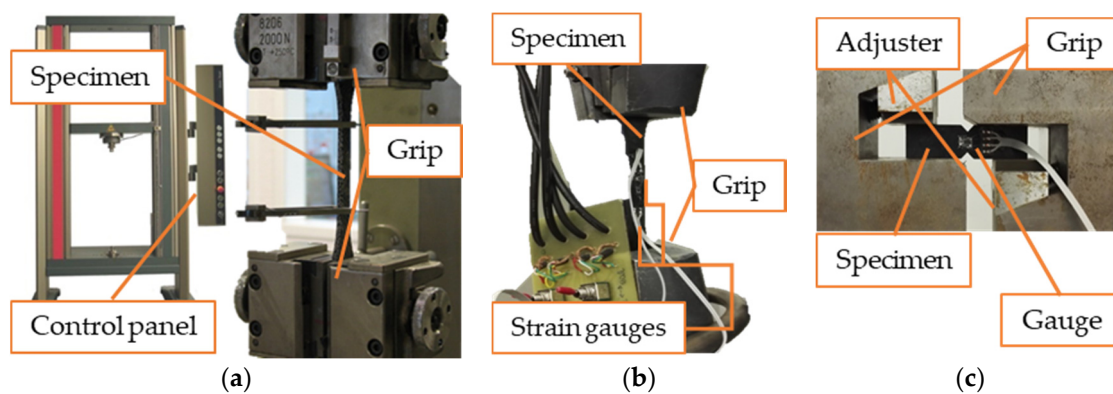 8206
2000 N
Specimen
Grip
Control panel
(a)
Specimen
Grip
Strain gauges
(b)
Adjuster
Grip
Specimen
Gauge
(c)